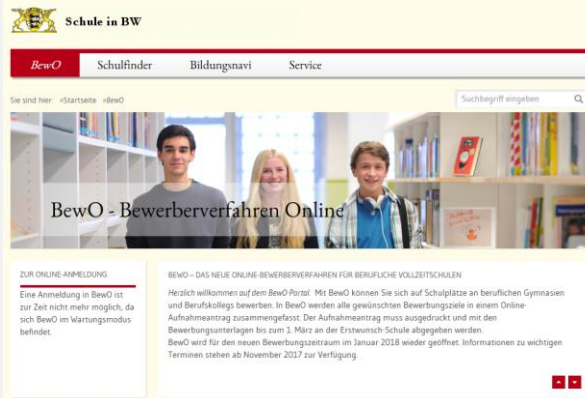 Schule in BW
BewO Schulfinder Bildungsnavi Service
Sie sind hier: »Startseite »BewO
Suchbegriff eingeben
BewO - Bewerberverfahren Online
ZUR ONLINE-ANMELDUNG
Eine Anmeldung in BewO ist
zur Zeit nicht mehr möglich, da
sich BewO im Wartungsmodus
befindet.
BEWO – DAS NEUE ONLINE-BEWERBERVERFAHREN FÜR BERUFLICHE VOLLZEITSCHULEN
Herzlich willkommen auf dem BewO-Portal. Mit BewO können Sie sich auf Schulplätze an beruflichen Gymnasien
und Berufskollegs bewerben. In BewO werden alle gewünschten Bewerbungsziele in einem Online-
Aufnahmeantrag zusammengefasst. Der Aufnahmeantrag muss ausgedruckt und mit den
Bewerbungsunterlagen bis zum 1. März an der Erstwunsch-Schule abgegeben werden.
BewO wird für den neuen Bewerbungszeitraum im Januar 2018 wieder geöffnet. Informationen zu wichtigen
Terminen stehen ab November 2017 zur Verfügung.